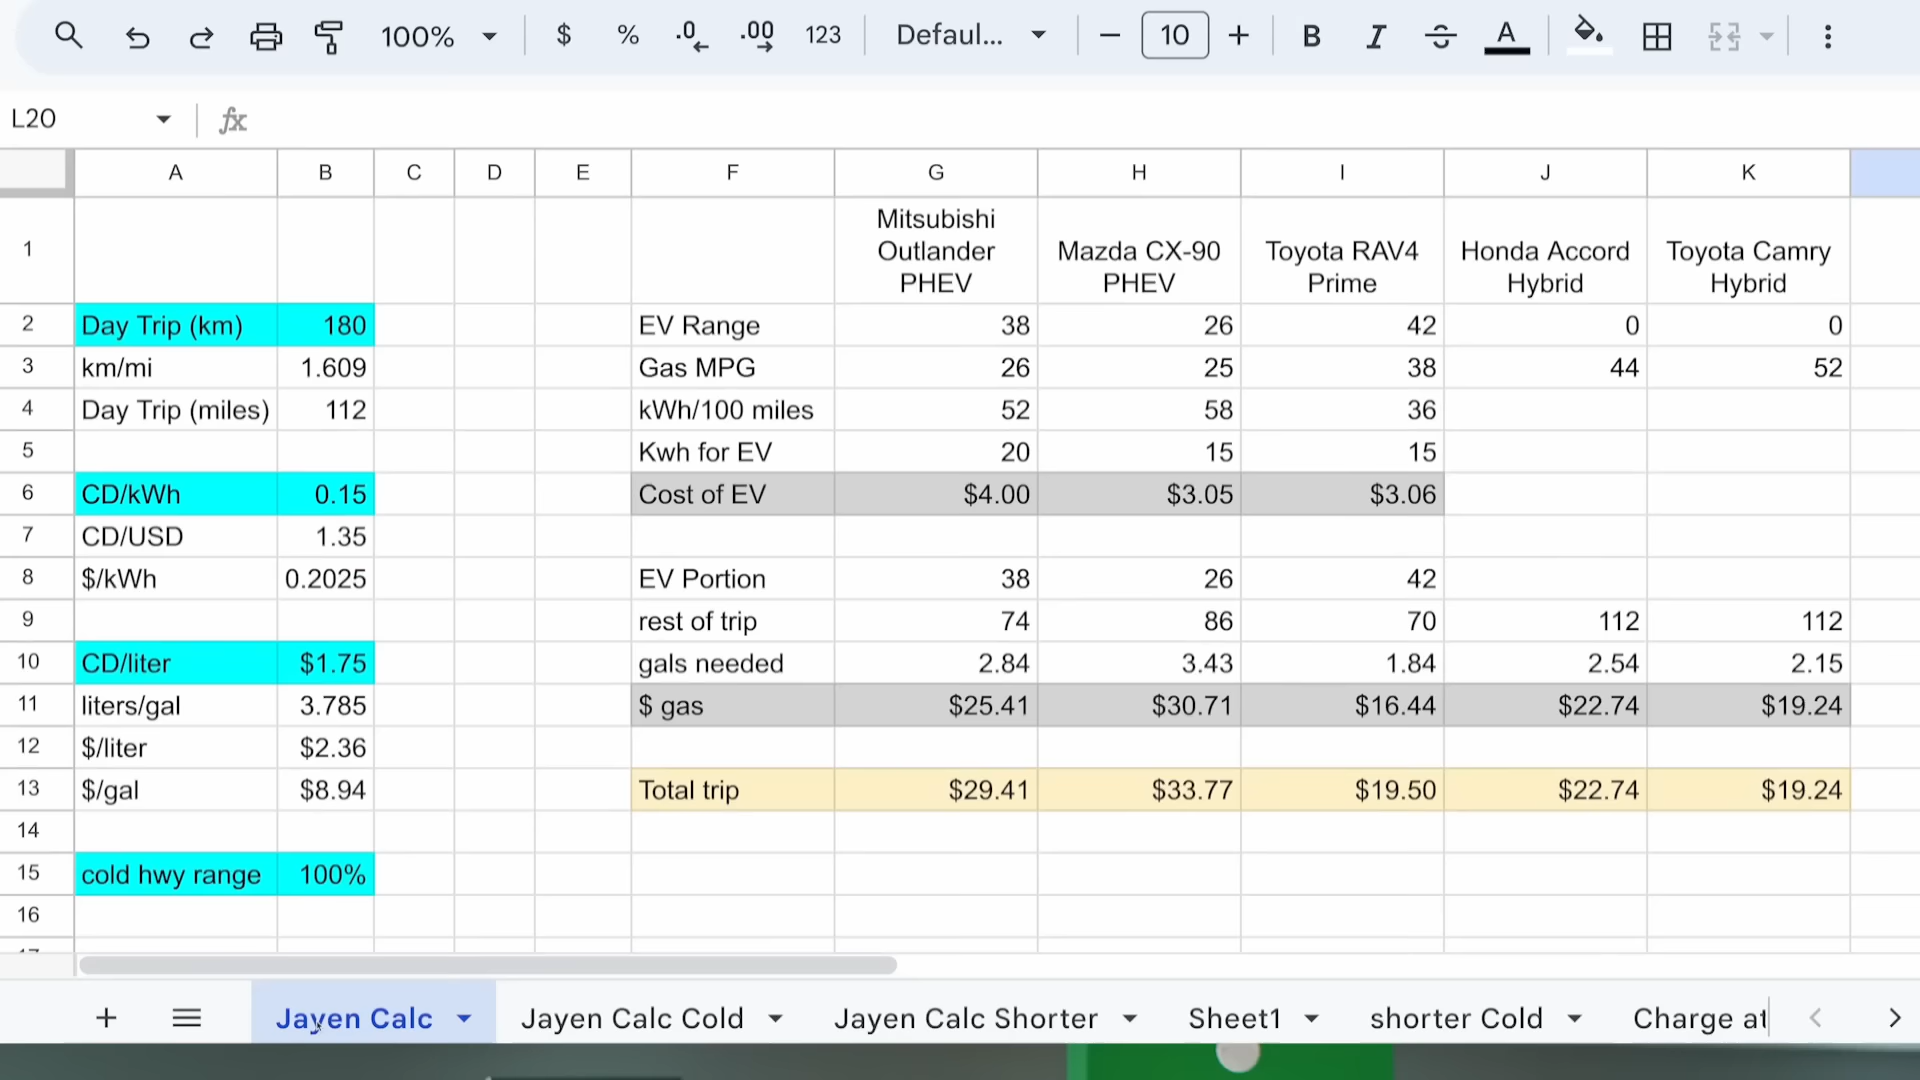 100% $ % .0 .00 123 Defaul... 10 B I S A
L20 fx
A B C D E F G H I J K
1 Mitsubishi Outlander PHEV Mazda CX-90 PHEV Toyota RAV4 Prime Honda Accord Hybrid Toyota Camry Hybrid
2 Day Trip (km) 180 EV Range 38 26 42 0 0
3 km/mi 1.609 Gas MPG 26 25 38 44 52
4 Day Trip (miles) 112 kWh/100 miles 52 58 36
5 Kwh for EV 20 15 15
6 CD/kWh 0.15 Cost of EV $4.00 $3.05 $3.06
7 CD/USD 1.35
8 $/kWh 0.2025 EV Portion 38 26 42
9 rest of trip 74 86 70 112 112
10 CD/liter $1.75 gals needed 2.84 3.43 1.84 2.54 2.15
11 liters/gal 3.785 $ gas $25.41 $30.71 $16.44 $22.74 $19.24
12 $/liter $2.36
13 $/gal $8.94 Total trip $29.41 $33.77 $19.50 $22.74 $19.24
14
15 cold hwy range 100%
16
Jayen Calc Jayen Calc Cold Jayen Calc Shorter Sheet1 shorter Cold Charge at